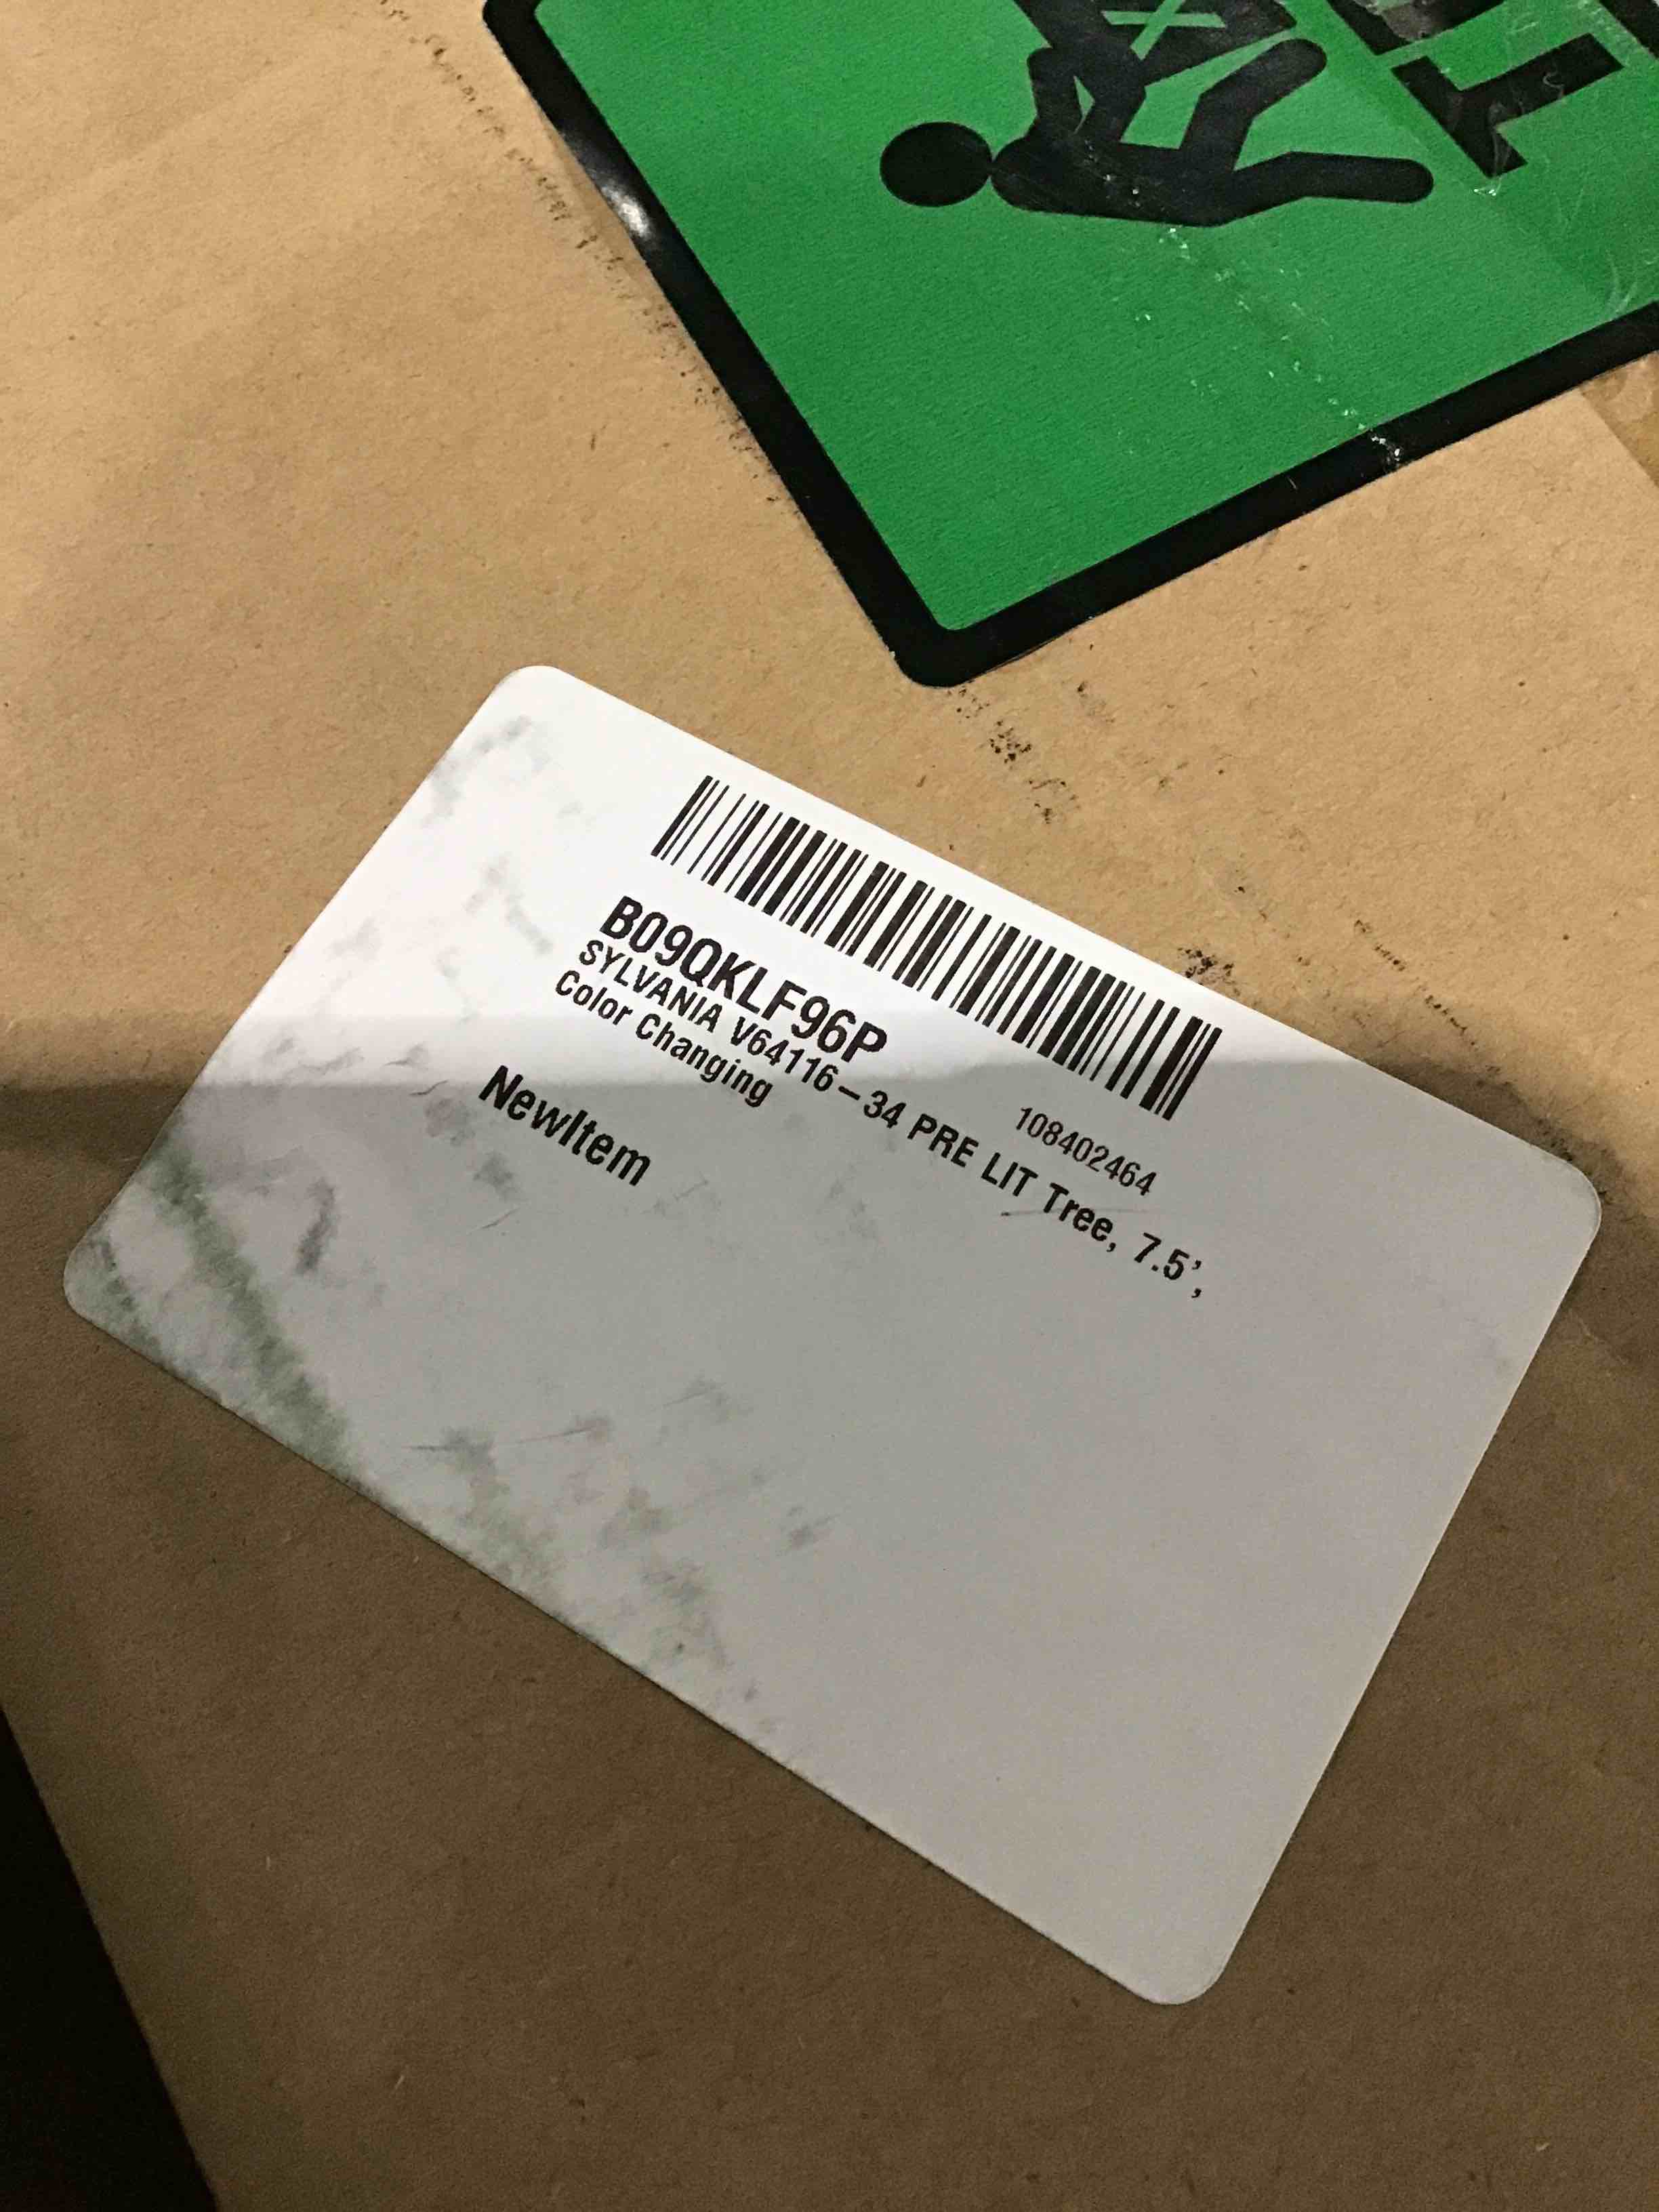 B09QKLF96P
108402464
SYLVANIA V64116-34 PRE LIT Tree, 7.5',
Color Changing
NewItem